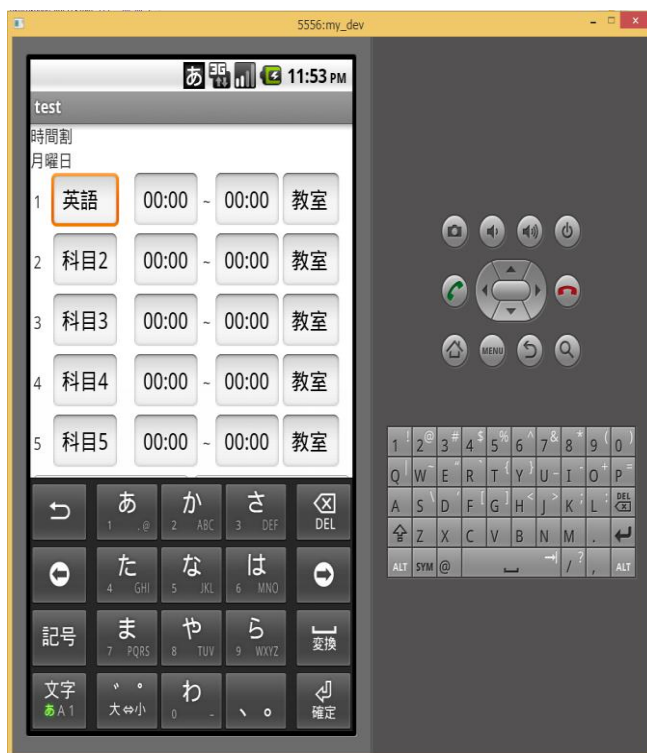 5556:my_dev
あ 3G 11:53 PM
test
時間割
月曜日
1 英語 00:00 ~ 00:00 教室
2 科目2 00:00 ~ 00:00 教室
3 科目3 00:00 ~ 00:00 教室
4 科目4 00:00 ~ 00:00 教室
5 科目5 00:00 ~ 00:00 教室
あ か さ DEL
1 .@ 2 ABC 3 DEF
た な は
4 GHI 5 JKL 6 MNO
記号 ま や ら 変換
7 PQRS 8 TUV 9 WXYZ
文字 ゛゜ わ 、。 確定
あA1 大⇔小 0 -
MENU
1 ! 2 @ 3 # 4 $ 5 % 6 ^ 7 & 8 * 9 ( 0 )
Q W E R T { Y } U - I O + P =
A S \ D F [ G ] H < J > K ; L : DEL
Z X C V B N M .
ALT SYM @ / ? , ALT